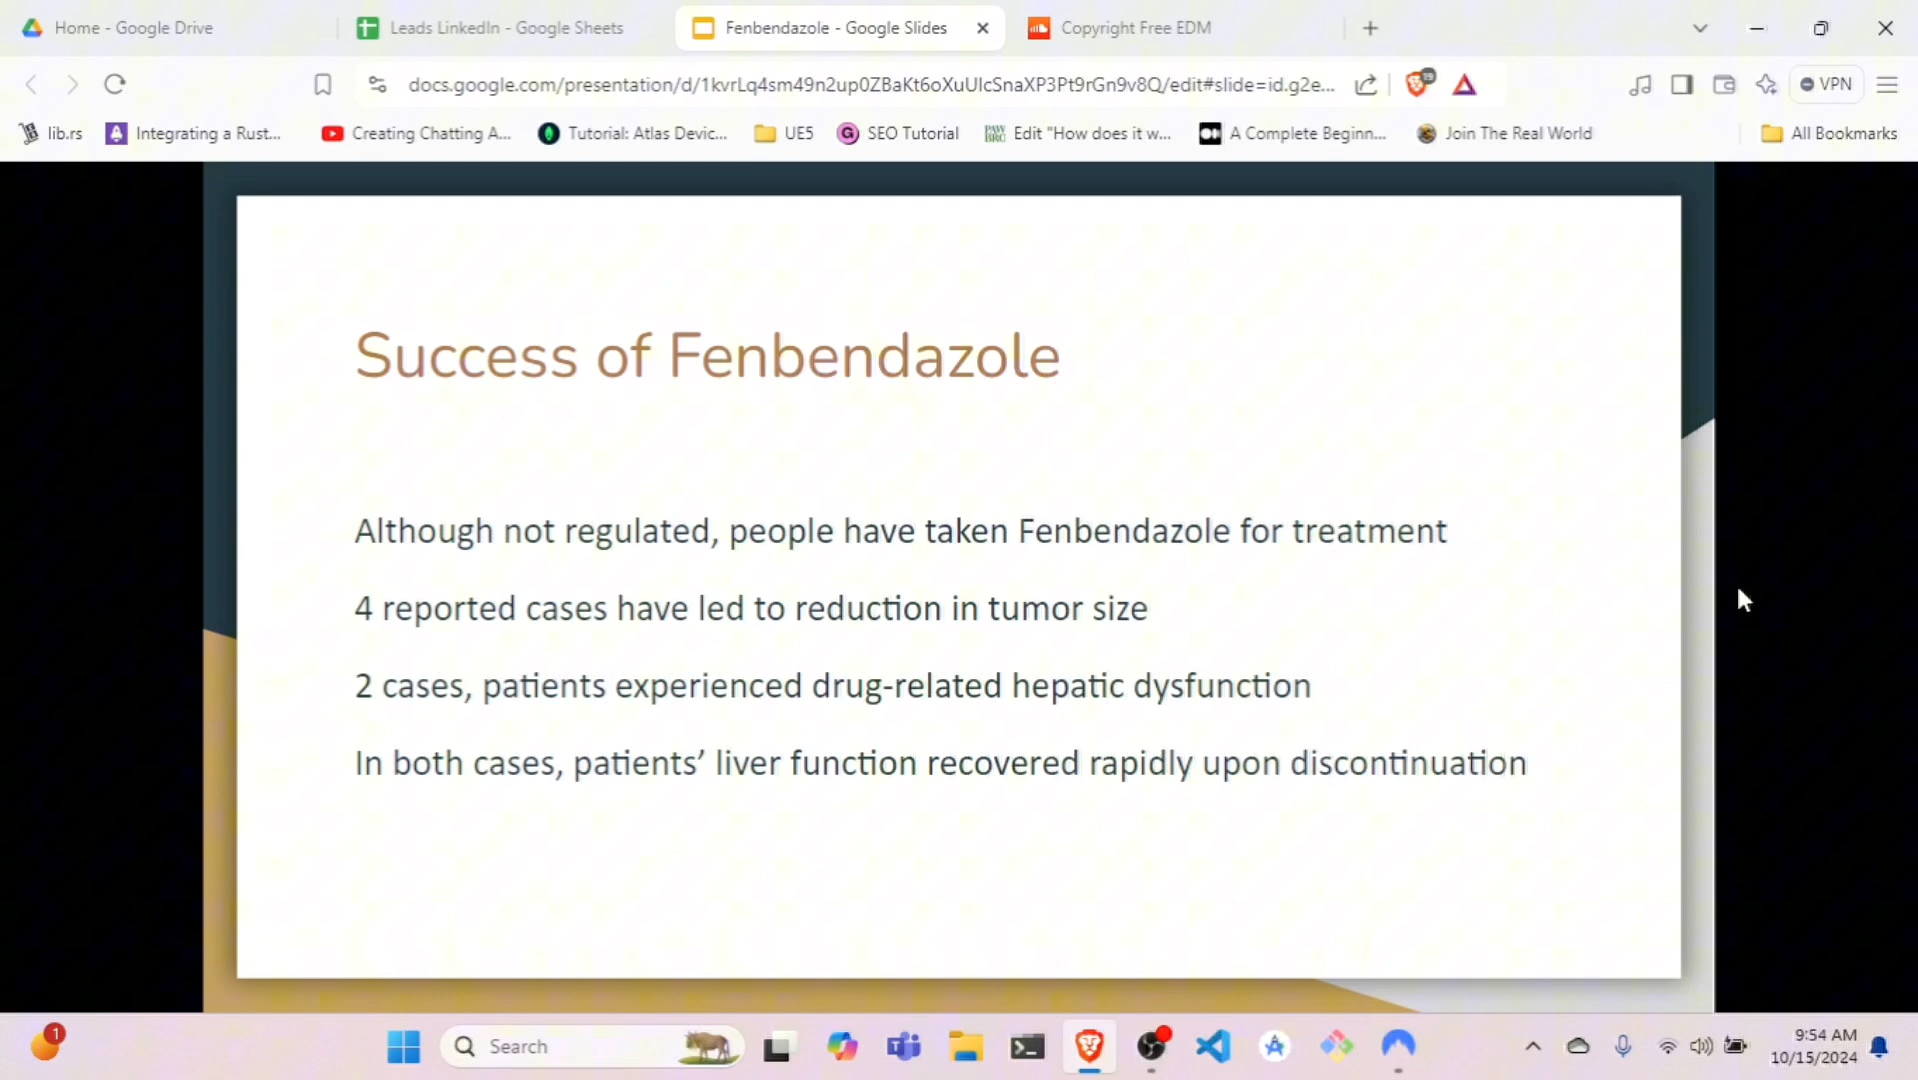 Home - Google Drive
Leads LinkedIn - Google Sheets
Fenbendazole - Google Slides
Copyright Free EDM
docs.google.com/presentation/d/1kvrLq4sm49n2up0ZBaKt6oXuUIcSnaXP3Pt9rGn9v8Q/edit#slide=id.g2e...
19
VPN
lib.rs
Integrating a Rust...
Creating Chatting A...
Tutorial: Atlas Devic...
UE5
SEO Tutorial
Edit "How does it w...
A Complete Beginn...
Join The Real World
All Bookmarks
Success of Fenbendazole
Although not regulated, people have taken Fenbendazole for treatment
4 reported cases have led to reduction in tumor size
2 cases, patients experienced drug-related hepatic dysfunction
In both cases, patients’ liver function recovered rapidly upon discontinuation
1
Search
9:54 AM
10/15/2024